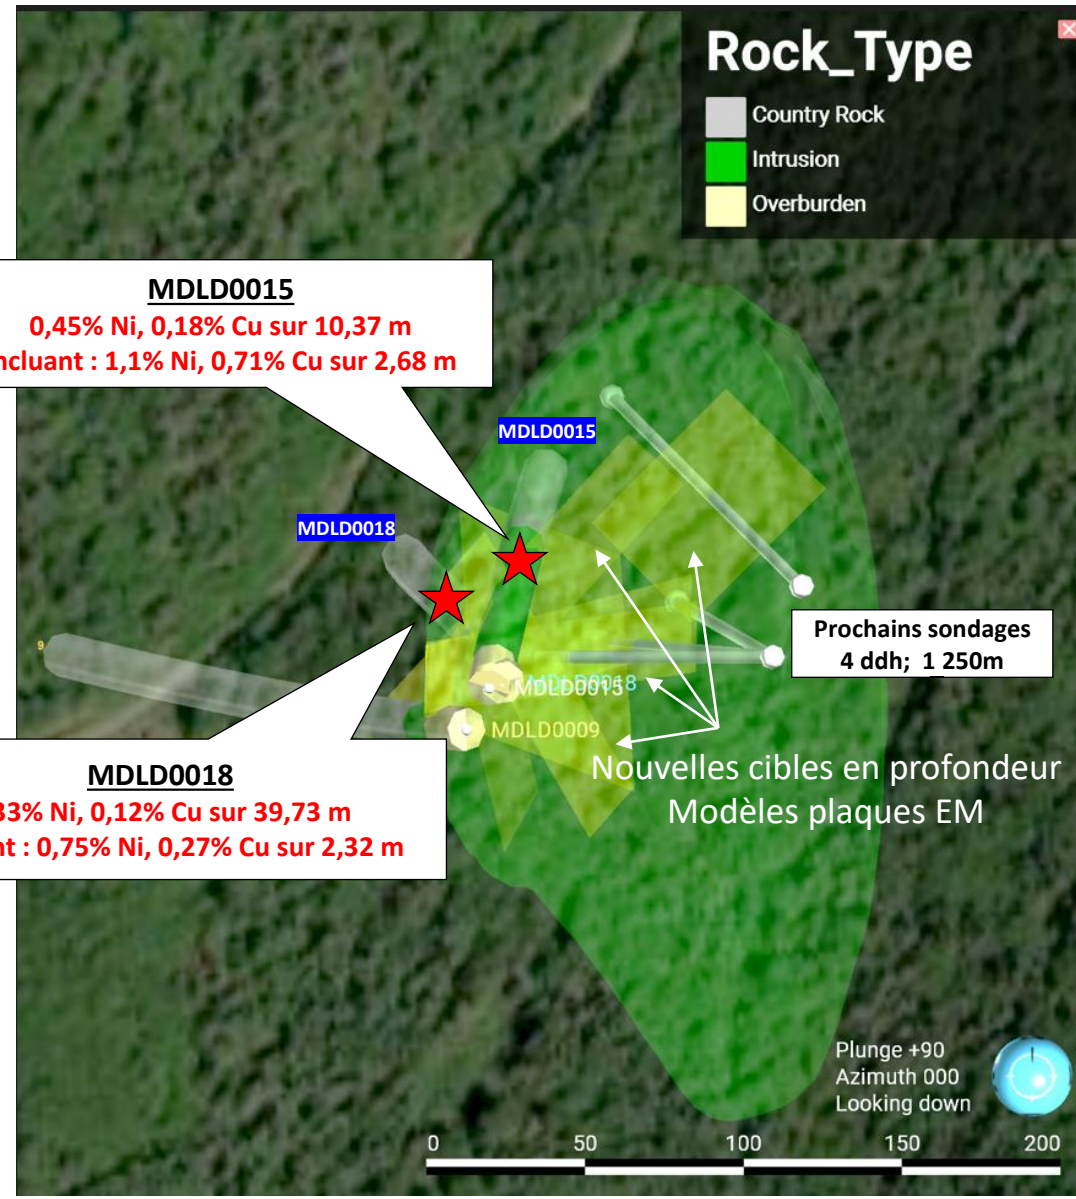 Rock_Type
Country Rock
Intrusion
Overburden
MDLD0015
0,45% Ni, 0,18% Cu sur 10,37 m
ncluant : 1,1% Ni, 0,71% Cu sur 2,68 m
MDLD0015
MDLD0018
9
Prochains sondages
4 ddh; 1 250m
MDLD0018
MDLD0015
MDLD0009
Nouvelles cibles en profondeur
Modèles plaques EM
MDLD0018
33% Ni, 0,12% Cu sur 39,73 m
nt : 0,75% Ni, 0,27% Cu sur 2,32 m
Plunge +90
Azimuth 000
Looking down
0 50 100 150 200